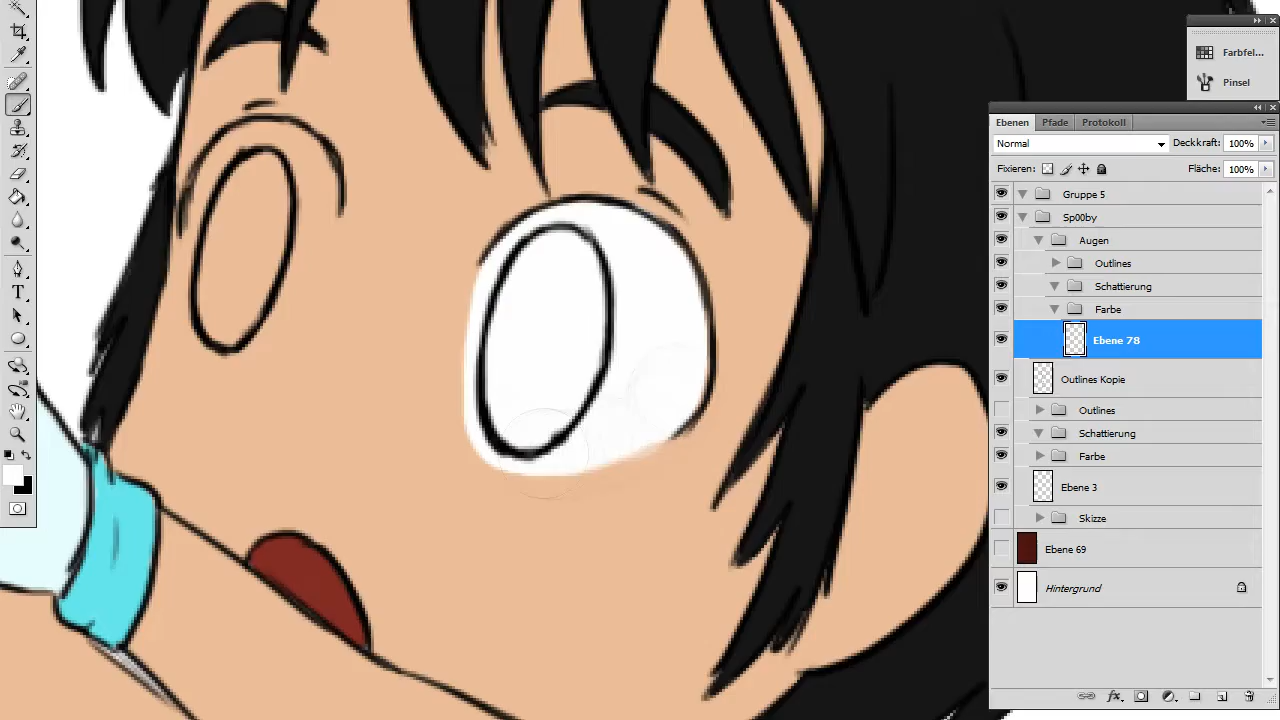 Farbfel...
Pinsel
Ebenen Pfade Protokoll
Normal Deckkraft: 100%
Fixieren: Fläche: 100%
Gruppe 5
Sp00by
Augen
Outlines
Schattierung
Farbe
Ebene 78
Outlines Kopie
Outlines
Schattierung
Farbe
Ebene 3
Skizze
Ebene 69
Hintergrund